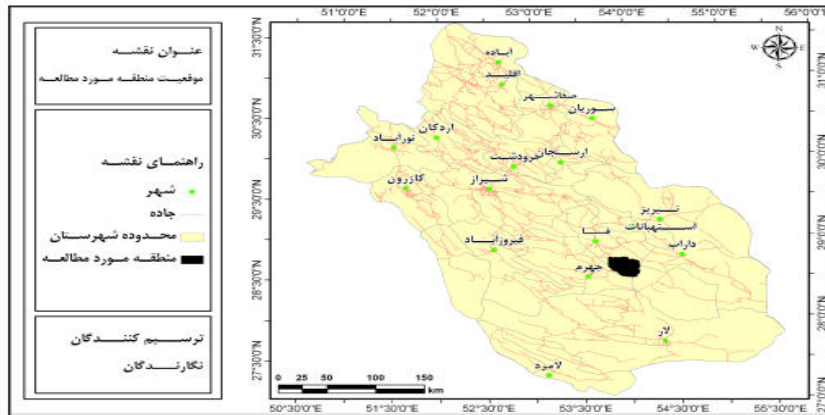 عنوان نقشه
موقعیت منطقه مورد مطالعه
راهنمای نقشه
شهر
جاده
محدوده شهرستان
منطقه مورد مطالعه
ترسیم کنندگان
نگارندگان
51°0'0"E 52°0'0"E 53°0'0"E 54°0'0"E 55°0'0"E 56°0'0"E
31°30'0"N
30°30'0"N
29°30'0"N
28°30'0"N
27°30'0"N
N
W E
S
آباده
اقلید
صفاشهر
سوریان
اردکان
نورآباد
ارسنجان
مرودشت
کازرون
شیراز
نیریز
استهبانات
فسا
داراب
فیروزآباد
جهرم
لار
لامرد
31°0'0"N
30°0'0"N
29°0'0"N
28°0'0"N
27°0'0"N
0 25 50 100 150
km
50°30'0"E 51°30'0"E 52°30'0"E 53°30'0"E 54°30'0"E 55°30'0"E